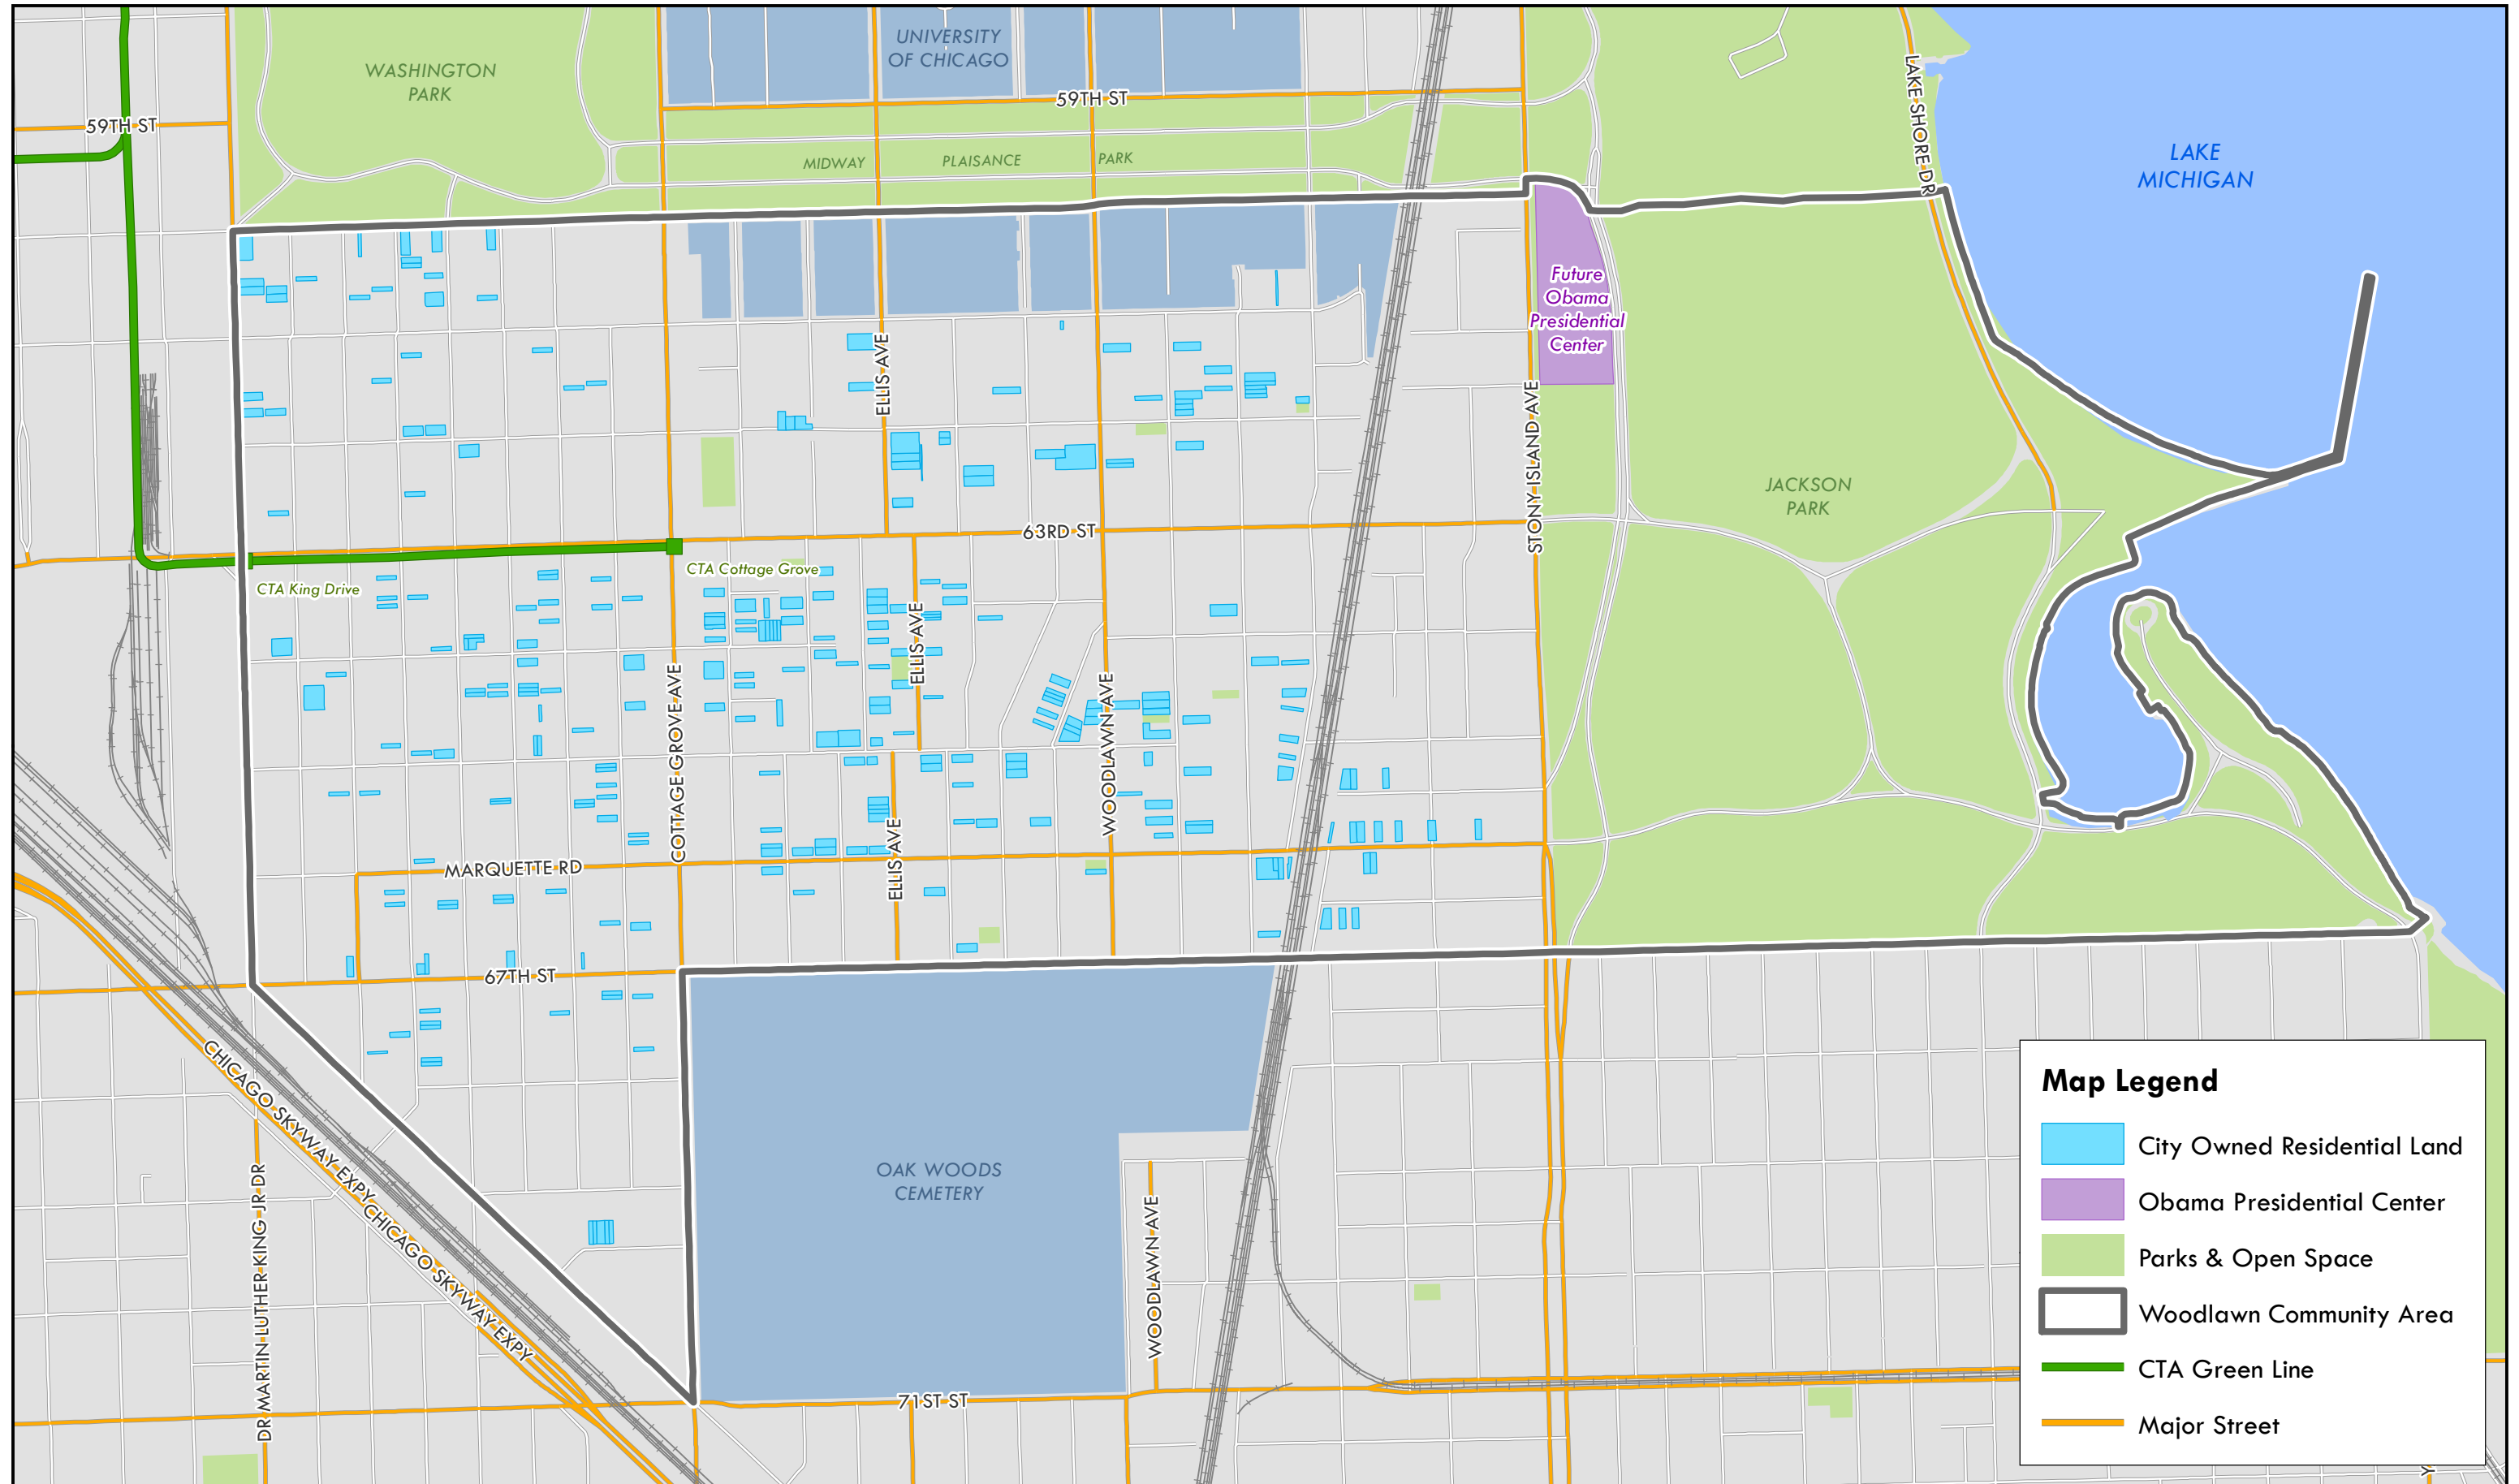 UNIVERSITY
OF CHICAGO
WASHINGTON
PARK
59TH ST
59TH ST
LAKE SHORE DR
LAKE
MICHIGAN
MIDWAY PLAISANCE PARK
Future
Obama
Presidential
Center
ELLIS AVE
STONY ISLAND AVE
JACKSON
PARK
63RD ST
CTA Cottage Grove
CTA King Drive
ELLIS AVE
COTTAGE GROVE AVE
WOODLAWN AVE
ELLIS AVE
MARQUETTE RD
67TH ST
CHICAGO SKYWAY EXPY
CHICAGO SKYWAY EXPY
DR MARTIN LUTHER KING JR DR
OAK WOODS
CEMETERY
WOODLAWN AVE
71ST ST
Map Legend
City Owned Residential Land
Obama Presidential Center
Parks & Open Space
Woodlawn Community Area
CTA Green Line
Major Street